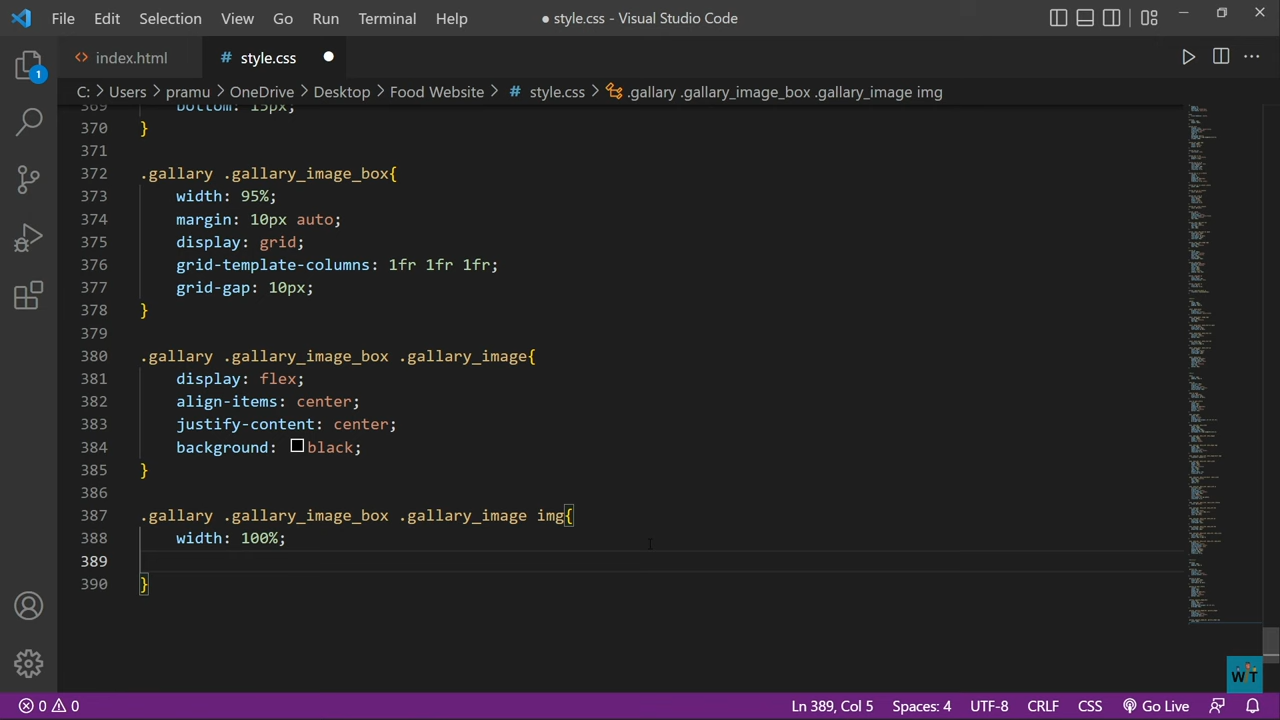 File Edit Selection View Go Run Terminal Help ● style.css - Visual Studio Code
<> index.html # style.css ●
1
C: > Users > pramu > OneDrive > Desktop > Food Website > # style.css > .gallary .gallary_image_box .gallary_image img
369 bottom: 15px;
370 }
371
372 .gallary .gallary_image_box{
373 width: 95%;
374 margin: 10px auto;
375 display: grid;
376 grid-template-columns: 1fr 1fr 1fr;
377 grid-gap: 10px;
378 }
379
380 .gallary .gallary_image_box .gallary_image{
381 display: flex;
382 align-items: center;
383 justify-content: center;
384 background: black;
385 }
386
387 .gallary .gallary_image_box .gallary_image img{
388 width: 100%;
389
390 }
WT
0 0 Ln 389, Col 5 Spaces: 4 UTF-8 CRLF CSS Go Live